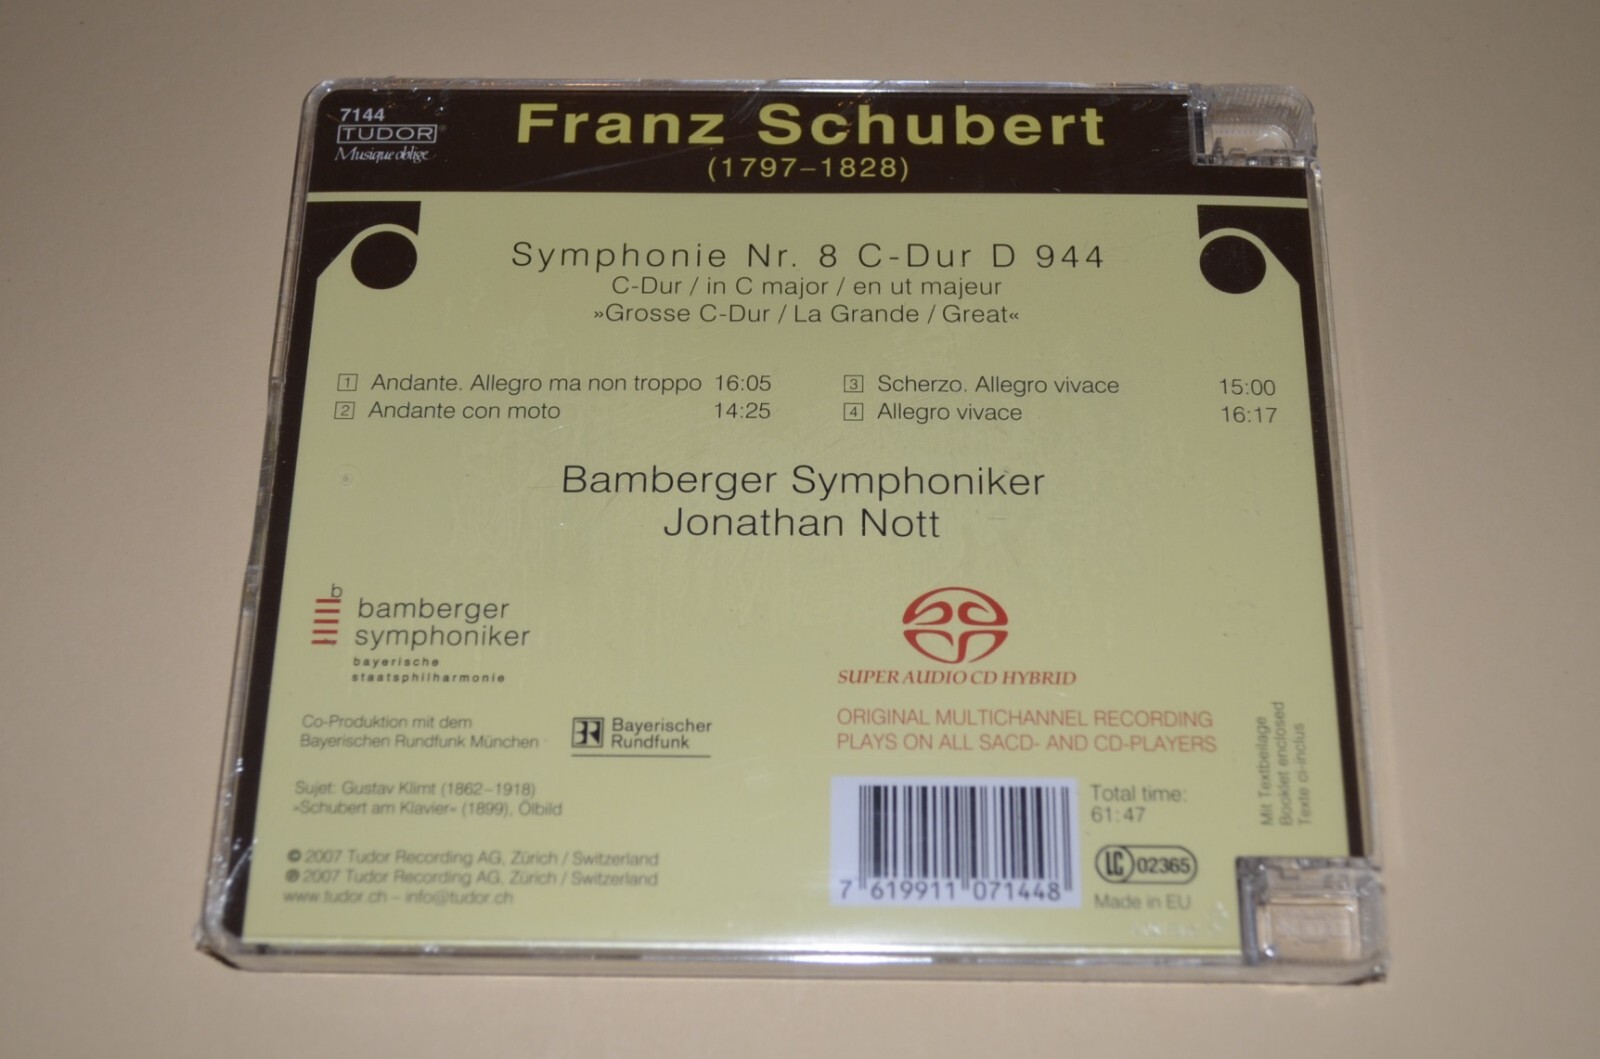 7144
TUDOR®
Musique oblige
Franz Schubert
(1797–1828)
Symphonie Nr. 8 C-Dur D 944
C-Dur / in C major / en ut majeur
»Grosse C-Dur / La Grande / Great«
1 Andante. Allegro ma non troppo 16:05
2 Andante con moto 14:25
3 Scherzo. Allegro vivace 15:00
4 Allegro vivace 16:17
Bamberger Symphoniker
Jonathan Nott
b
bamberger
symphoniker
bayerische
staatsphilharmonie
SUPER AUDIO CD HYBRID
Co-Produktion mit dem
Bayerischen Rundfunk München
BR Bayerischer
Rundfunk
ORIGINAL MULTICHANNEL RECORDING
PLAYS ON ALL SACD- AND CD-PLAYERS
Sujet: Gustav Klimt (1862–1918)
»Schubert am Klavier« (1899), Ölbild
© 2007 Tudor Recording AG, Zürich / Switzerland
℗ 2007 Tudor Recording AG, Zürich / Switzerland
www.tudor.ch – info@tudor.ch
7 619911 071448
Total time:
61:47
LC 02365
Made in EU
Mit Textbeilage
Booklet enclosed
Texte ci-inclus